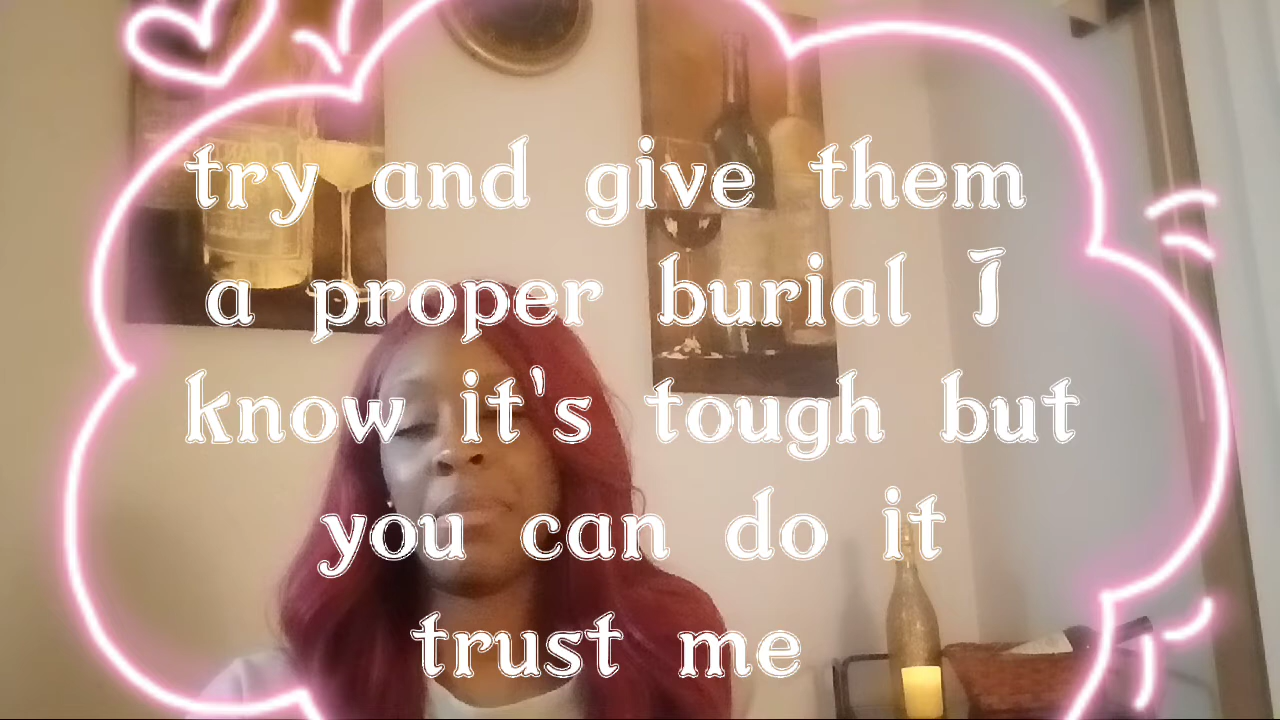 try and give them
a proper burial I
know it's tough but
you can do it
trust me